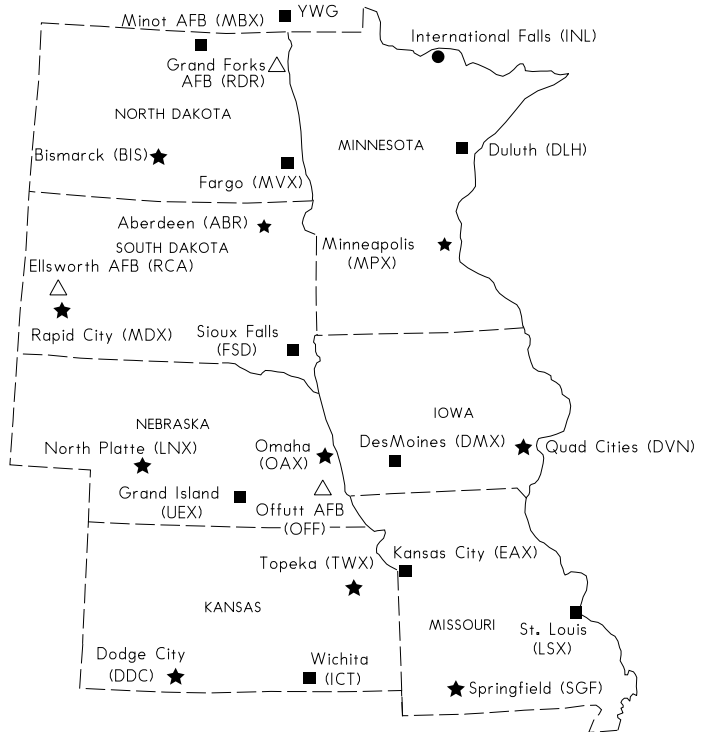 YWG
Minot AFB (MBX)
International Falls (INL)
Grand Forks
AFB (RDR)
NORTH DAKOTA
MINNESOTA
Duluth (DLH)
Bismarck (BIS)
Fargo (MVX)
Aberdeen (ABR)
SOUTH DAKOTA
Minneapolis
(MPX)
Ellsworth AFB (RCA)
Rapid City (MDX)
Sioux Falls
(FSD)
NEBRASKA
IOWA
North Platte (LNX)
Omaha
(OAX)
DesMoines (DMX)
Quad Cities (DVN)
Grand Island
(UEX)
Offutt AFB
(OFF)
Kansas City (EAX)
Topeka (TWX)
KANSAS
MISSOURI
St. Louis
(LSX)
Dodge City
(DDC)
Wichita
(ICT)
Springfield (SGF)